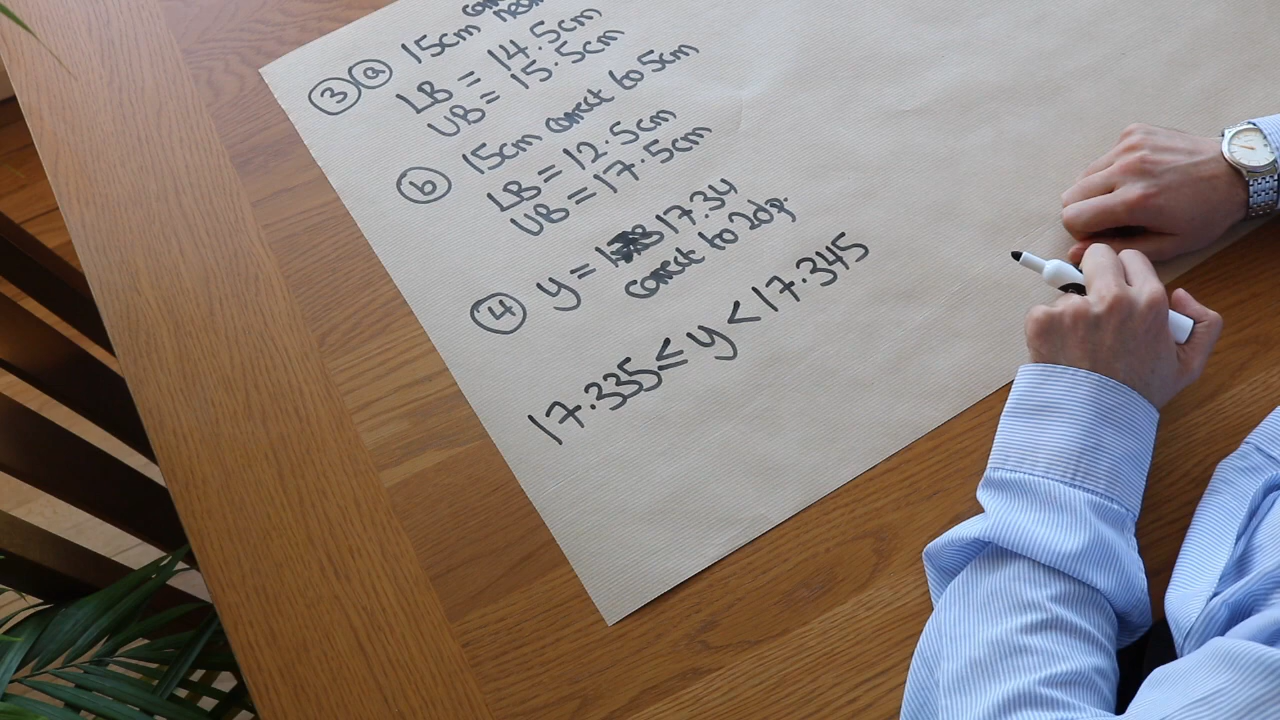 3 a 15cm
LB = 14.5cm
UB = 15.5cm
b 15cm correct to 5cm
LB = 12.5cm
UB = 17.5cm
4 y = 17.34
correct to 2dp.
17.335 ≤ y < 17.345